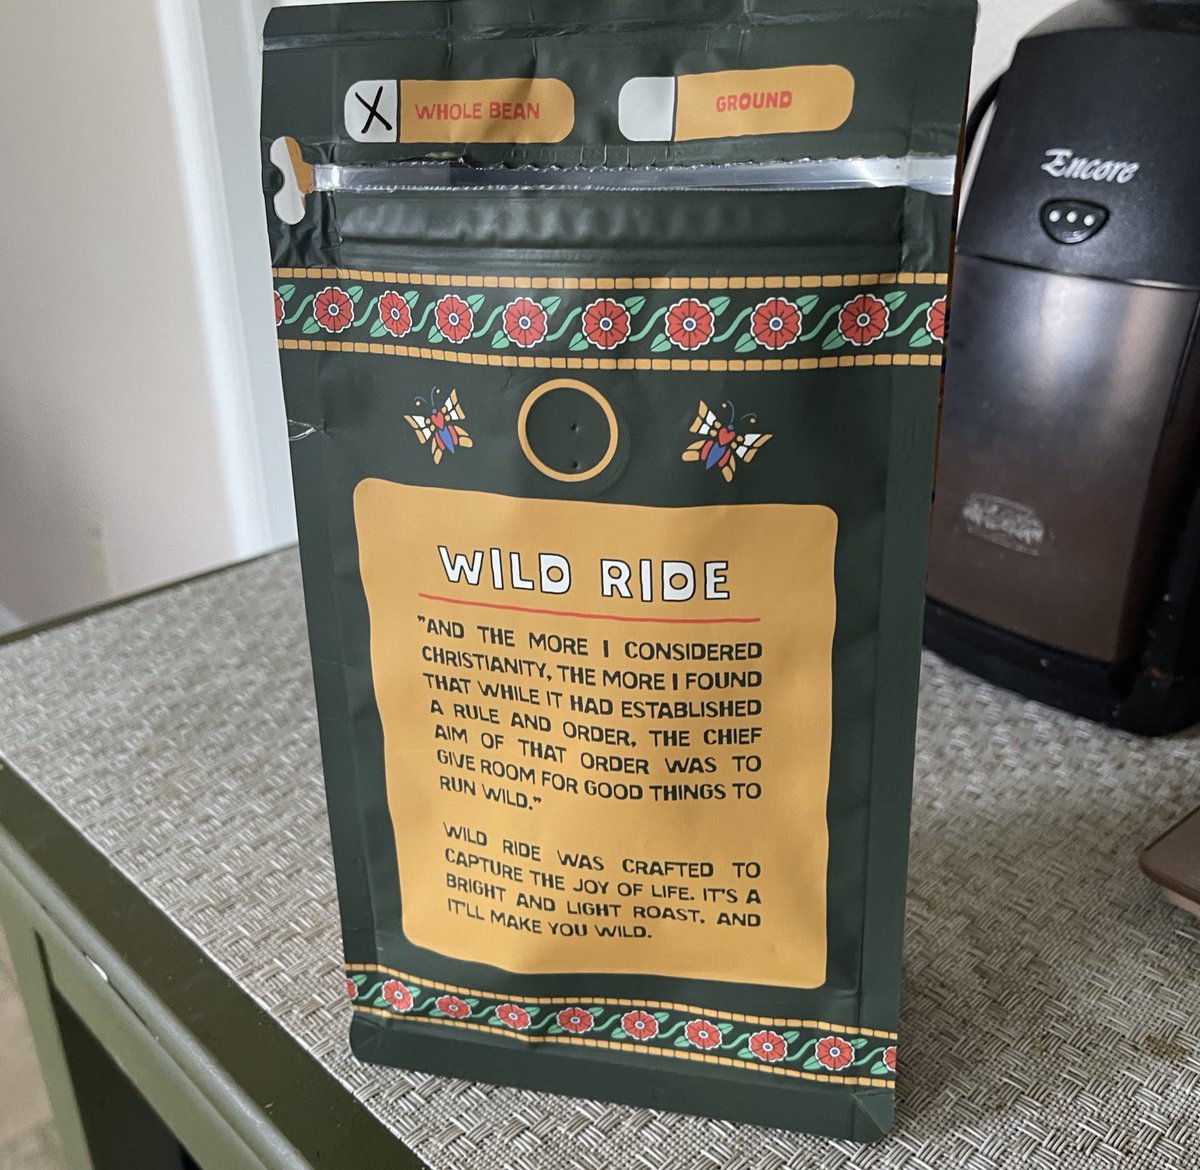 X WHOLE BEAN GROUND
Encore
WILD RIDE
"AND THE MORE I CONSIDERED
CHRISTIANITY, THE MORE I FOUND
THAT WHILE IT HAD ESTABLISHED
A RULE AND ORDER, THE CHIEF
AIM OF THAT ORDER WAS TO
GIVE ROOM FOR GOOD THINGS TO
RUN WILD."
WILD RIDE WAS CRAFTED TO
CAPTURE THE JOY OF LIFE. IT'S A
BRIGHT AND LIGHT ROAST. AND
IT'LL MAKE YOU WILD.